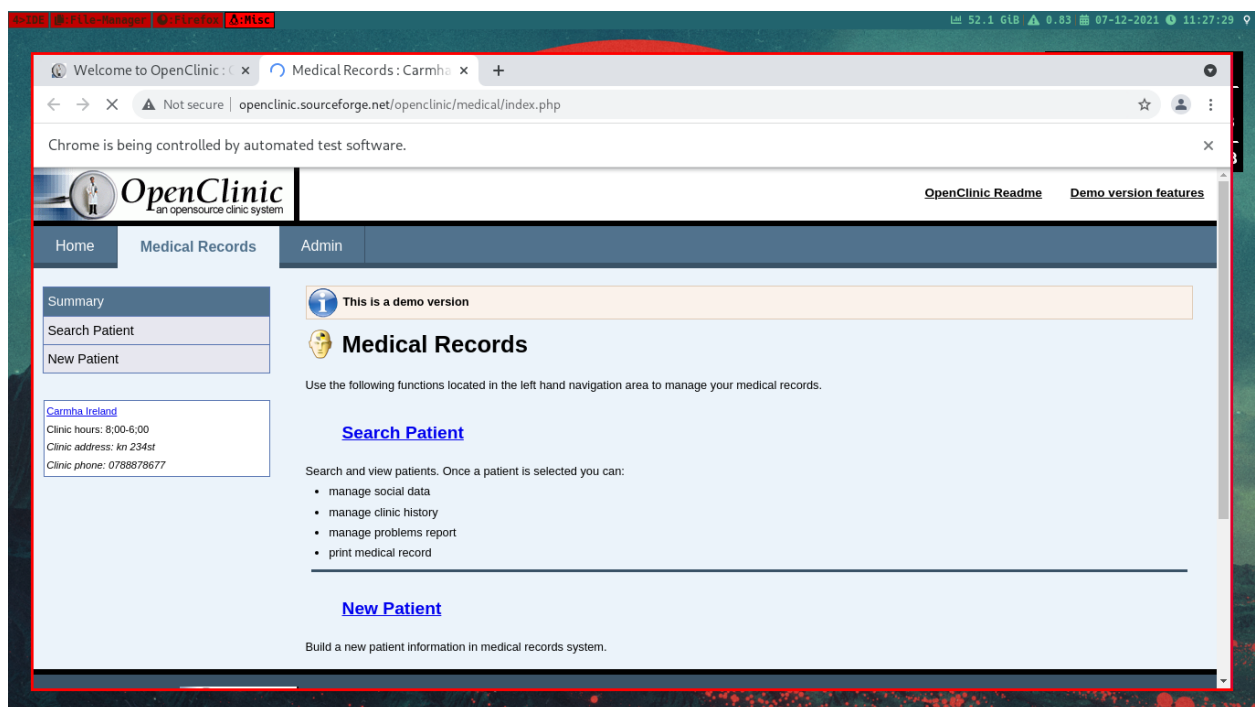 4>IDE :File-Manager :Firefox :Misc 52.1 GiB 0.83 07-12-2021 11:27:29
Welcome to OpenClinic : Medical Records : Carmha
Not secure openclinic.sourceforge.net/openclinic/medical/index.php
Chrome is being controlled by automated test software.
OpenClinic
an opensource clinic system
OpenClinic Readme Demo version features
Home Medical Records Admin
Summary
Search Patient
New Patient
Carmha Ireland
Clinic hours: 8;00-6;00
Clinic address: kn 234st
Clinic phone: 0788878677
This is a demo version
Medical Records
Use the following functions located in the left hand navigation area to manage your medical records.
Search Patient
Search and view patients. Once a patient is selected you can:
• manage social data
• manage clinic history
• manage problems report
• print medical record
New Patient
Build a new patient information in medical records system.